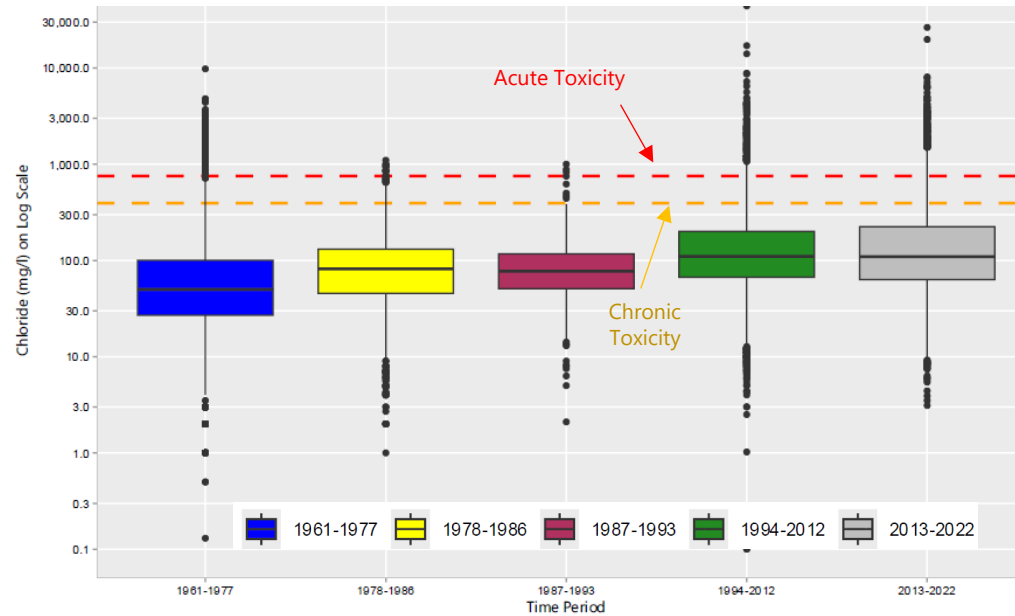 30,000.0
10,000.0
3,000.0
1,000.0
300.0
100.0
30.0
10.0
3.0
1.0
0.3
0.1
Chloride (mg/l) on Log Scale
Acute Toxicity
Chronic
Toxicity
1961-1977 1978-1986 1987-1993 1994-2012 2013-2022
1961-1977 1978-1986 1987-1993 1994-2012 2013-2022
Time Period